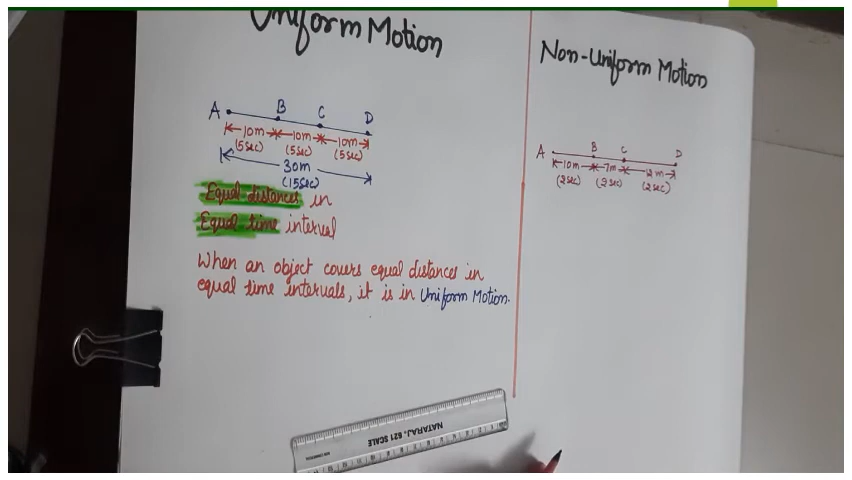 Uniform Motion
A B C D
10m 10m 10m
(5sec) (5sec) (5sec)
30m
(15sec)
Equal distances in
Equal time interval
When an object covers equal distances in
equal time intervals, it is in Uniform Motion.
Non-Uniform Motion
A B C D
10m 7m 12m
(2sec) (2sec) (2sec)
NATARAJ, 621 SCALE